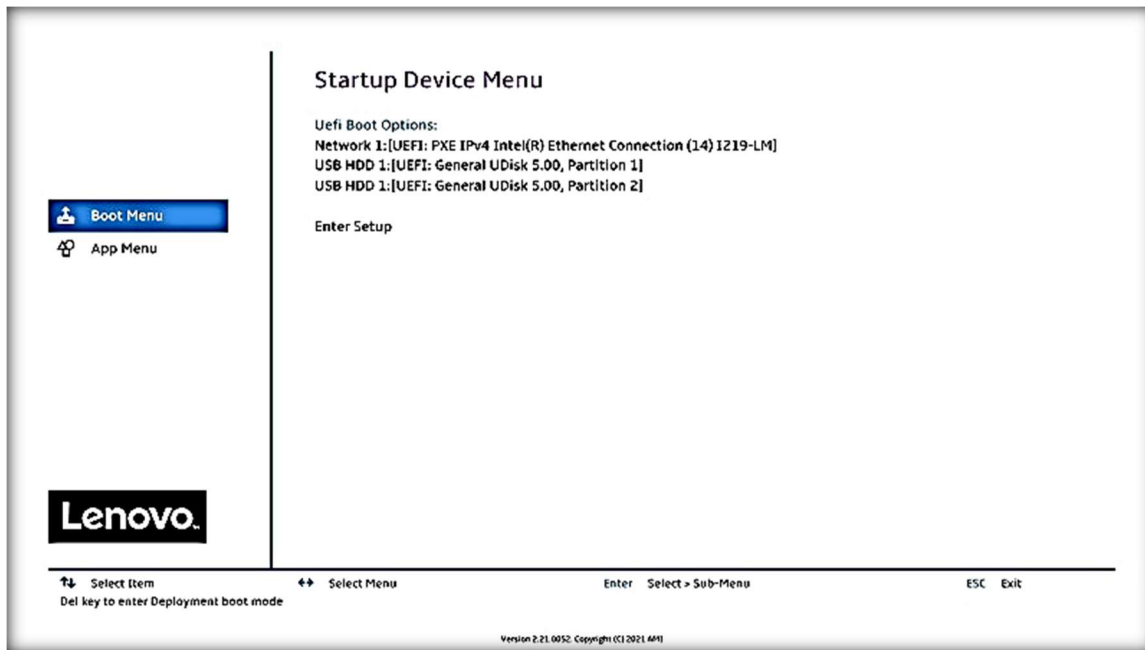 Startup Device Menu
Uefi Boot Options:
Network 1:[UEFI: PXE IPv4 Intel(R) Ethernet Connection (14) I219-LM]
USB HDD 1:[UEFI: General UDisk 5.00, Partition 1]
USB HDD 1:[UEFI: General UDisk 5.00, Partition 2]
Enter Setup
Boot Menu
App Menu
Lenovo.
↑↓ Select Item ↔ Select Menu Enter Select > Sub-Menu ESC Exit
Del key to enter Deployment boot mode
Version 2.21.0052. Copyright (C) 2021 AMI